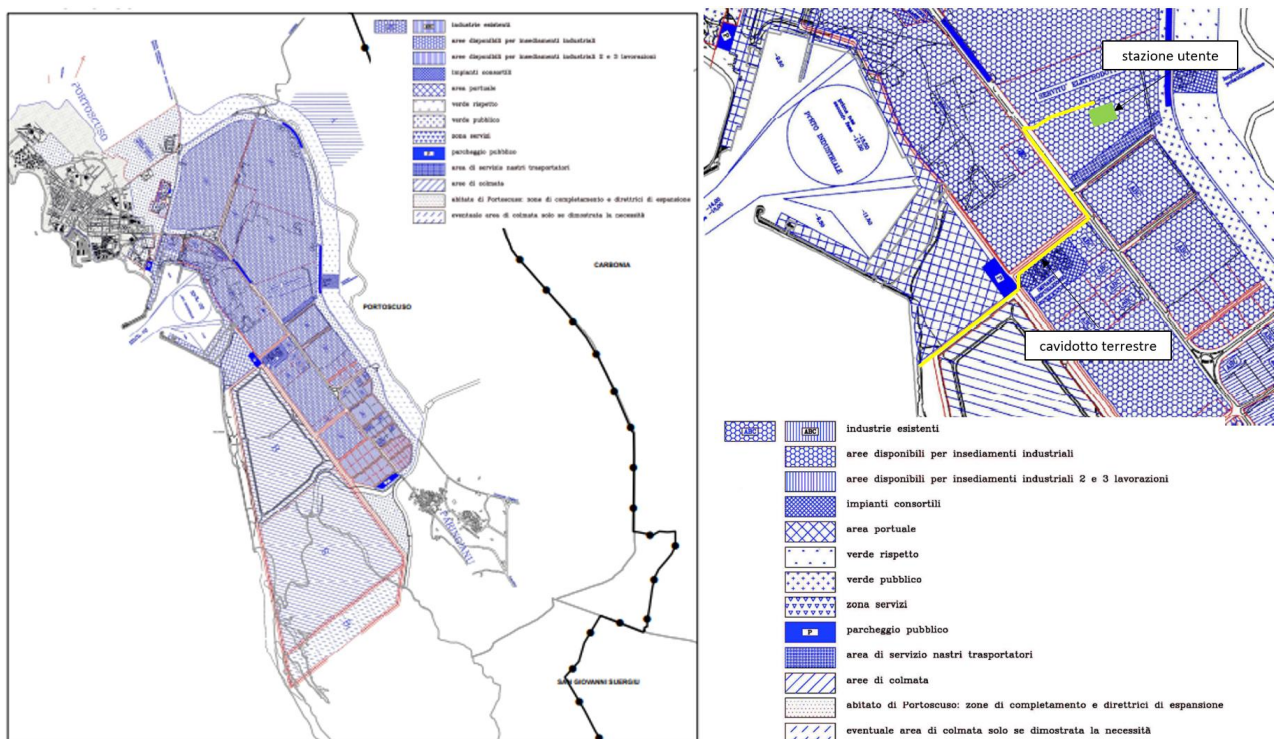 industrie esistenti
aree disponibili per insediamenti industriali
aree disponibili per insediamenti industriali 2 e 3 lavorazioni
impianti consortili
area portuale
verde rispetto
verde pubblico
zona servizi
parcheggio pubblico
area di servizio nastri trasportatori
aree di colmata
abitato di Portoscuso: zone di completamento e direttrici di espansione
eventuale area di colmata solo se dimostrata la necessità
PORTOSCUSO
CARBONIA
PORTOSCUSO
PARINGIANU
SAN GIOVANNI SUERGIU
stazione utente
SERVITU' ELETTRODOTTI
PORTO INDUSTRIALE
P
P
cavidotto terrestre
ABC
ABC
industrie esistenti
aree disponibili per insediamenti industriali
aree disponibili per insediamenti industriali 2 e 3 lavorazioni
impianti consortili
area portuale
verde rispetto
verde pubblico
zona servizi
P
parcheggio pubblico
area di servizio nastri trasportatori
aree di colmata
abitato di Portoscuso: zone di completamento e direttrici di espansione
eventuale area di colmata solo se dimostrata la necessità